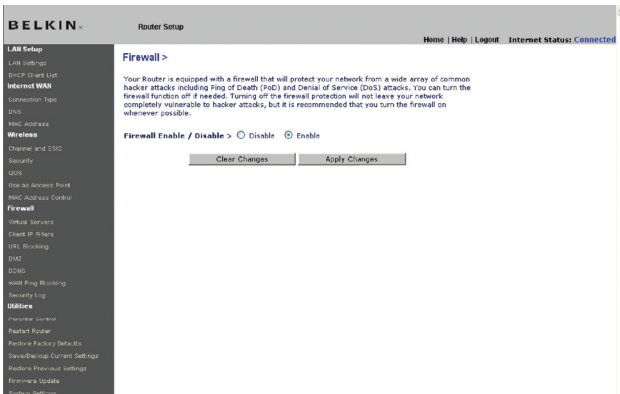 BELKIN
Router Setup
Home | Help | Logout Internet Status: Connected
LAN Setup
LAN Settings
DHCP Client List
Internet WAN
Connection Type
DNS
MAC Address
Wireless
Channel and SSID
Security
QOS
Use as Access Point
MAC Address Control
Firewall
Virtual Servers
Client IP Filters
URL Blocking
DMZ
DDNS
WAN Ping Blocking
Security Log
Utilities
Parental Control
Restart Router
Restore Factory Defaults
Save/Backup Current Settings
Restore Previous Settings
Firmware Update
System Settings
Firewall >
Your Router is equipped with a firewall that will protect your network from a wide array of common
hacker attacks including Ping of Death (PoD) and Denial of Service (DoS) attacks. You can turn the
firewall function off if needed. Turning off the firewall protection will not leave your network
completely vulnerable to hacker attacks, but it is recommended that you turn the firewall on
whenever possible.
Firewall Enable / Disable > Disable Enable
Clear Changes Apply Changes